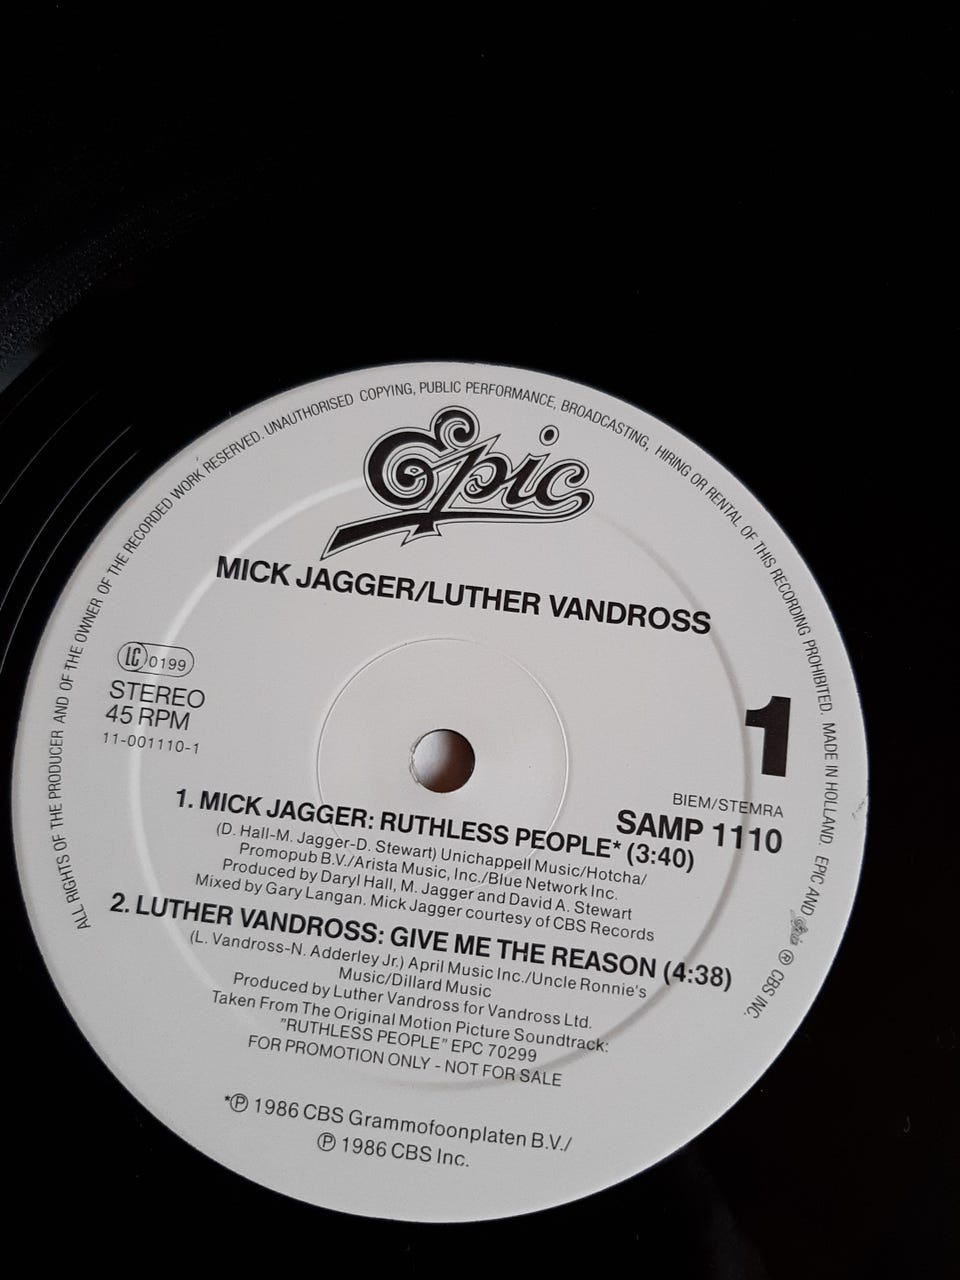 ALL RIGHTS OF THE PRODUCER AND OF THE OWNER OF THE RECORDED WORK RESERVED. UNAUTHORISED COPYING, PUBLIC PERFORMANCE, BROADCASTING, HIRING OR RENTAL OF THIS RECORDING PROHIBITED. MADE IN HOLLAND. EPIC AND Epic ® CBS INC.
Epic
MICK JAGGER/LUTHER VANDROSS
LC 0199
STEREO
45 RPM
11-001110-1
1
BIEM/STEMRA
SAMP 1110
1. MICK JAGGER: RUTHLESS PEOPLE* (3:40)
(D. Hall-M. Jagger-D. Stewart) Unichappell Music/Hotcha/
Promopub B.V./Arista Music, Inc./Blue Network Inc.
Produced by Daryl Hall, M. Jagger and David A. Stewart
Mixed by Gary Langan. Mick Jagger courtesy of CBS Records
2. LUTHER VANDROSS: GIVE ME THE REASON (4:38)
(L. Vandross-N. Adderley Jr.) April Music Inc./Uncle Ronnie's
Music/Dillard Music
Produced by Luther Vandross for Vandross Ltd.
Taken From The Original Motion Picture Soundtrack:
"RUTHLESS PEOPLE" EPC 70299
FOR PROMOTION ONLY - NOT FOR SALE
*℗ 1986 CBS Grammofoonplaten B.V./
℗ 1986 CBS Inc.